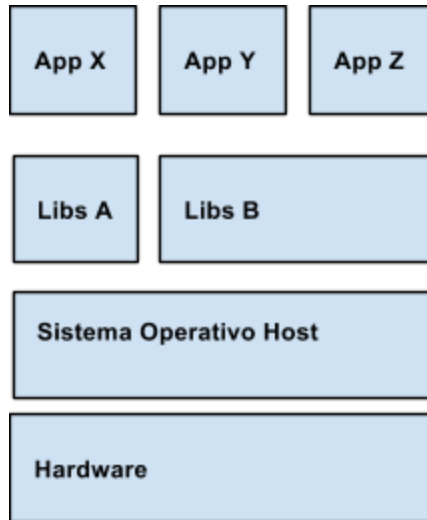 App X
App Y
App Z
Libs A
Libs B
Sistema Operativo Host
Hardware